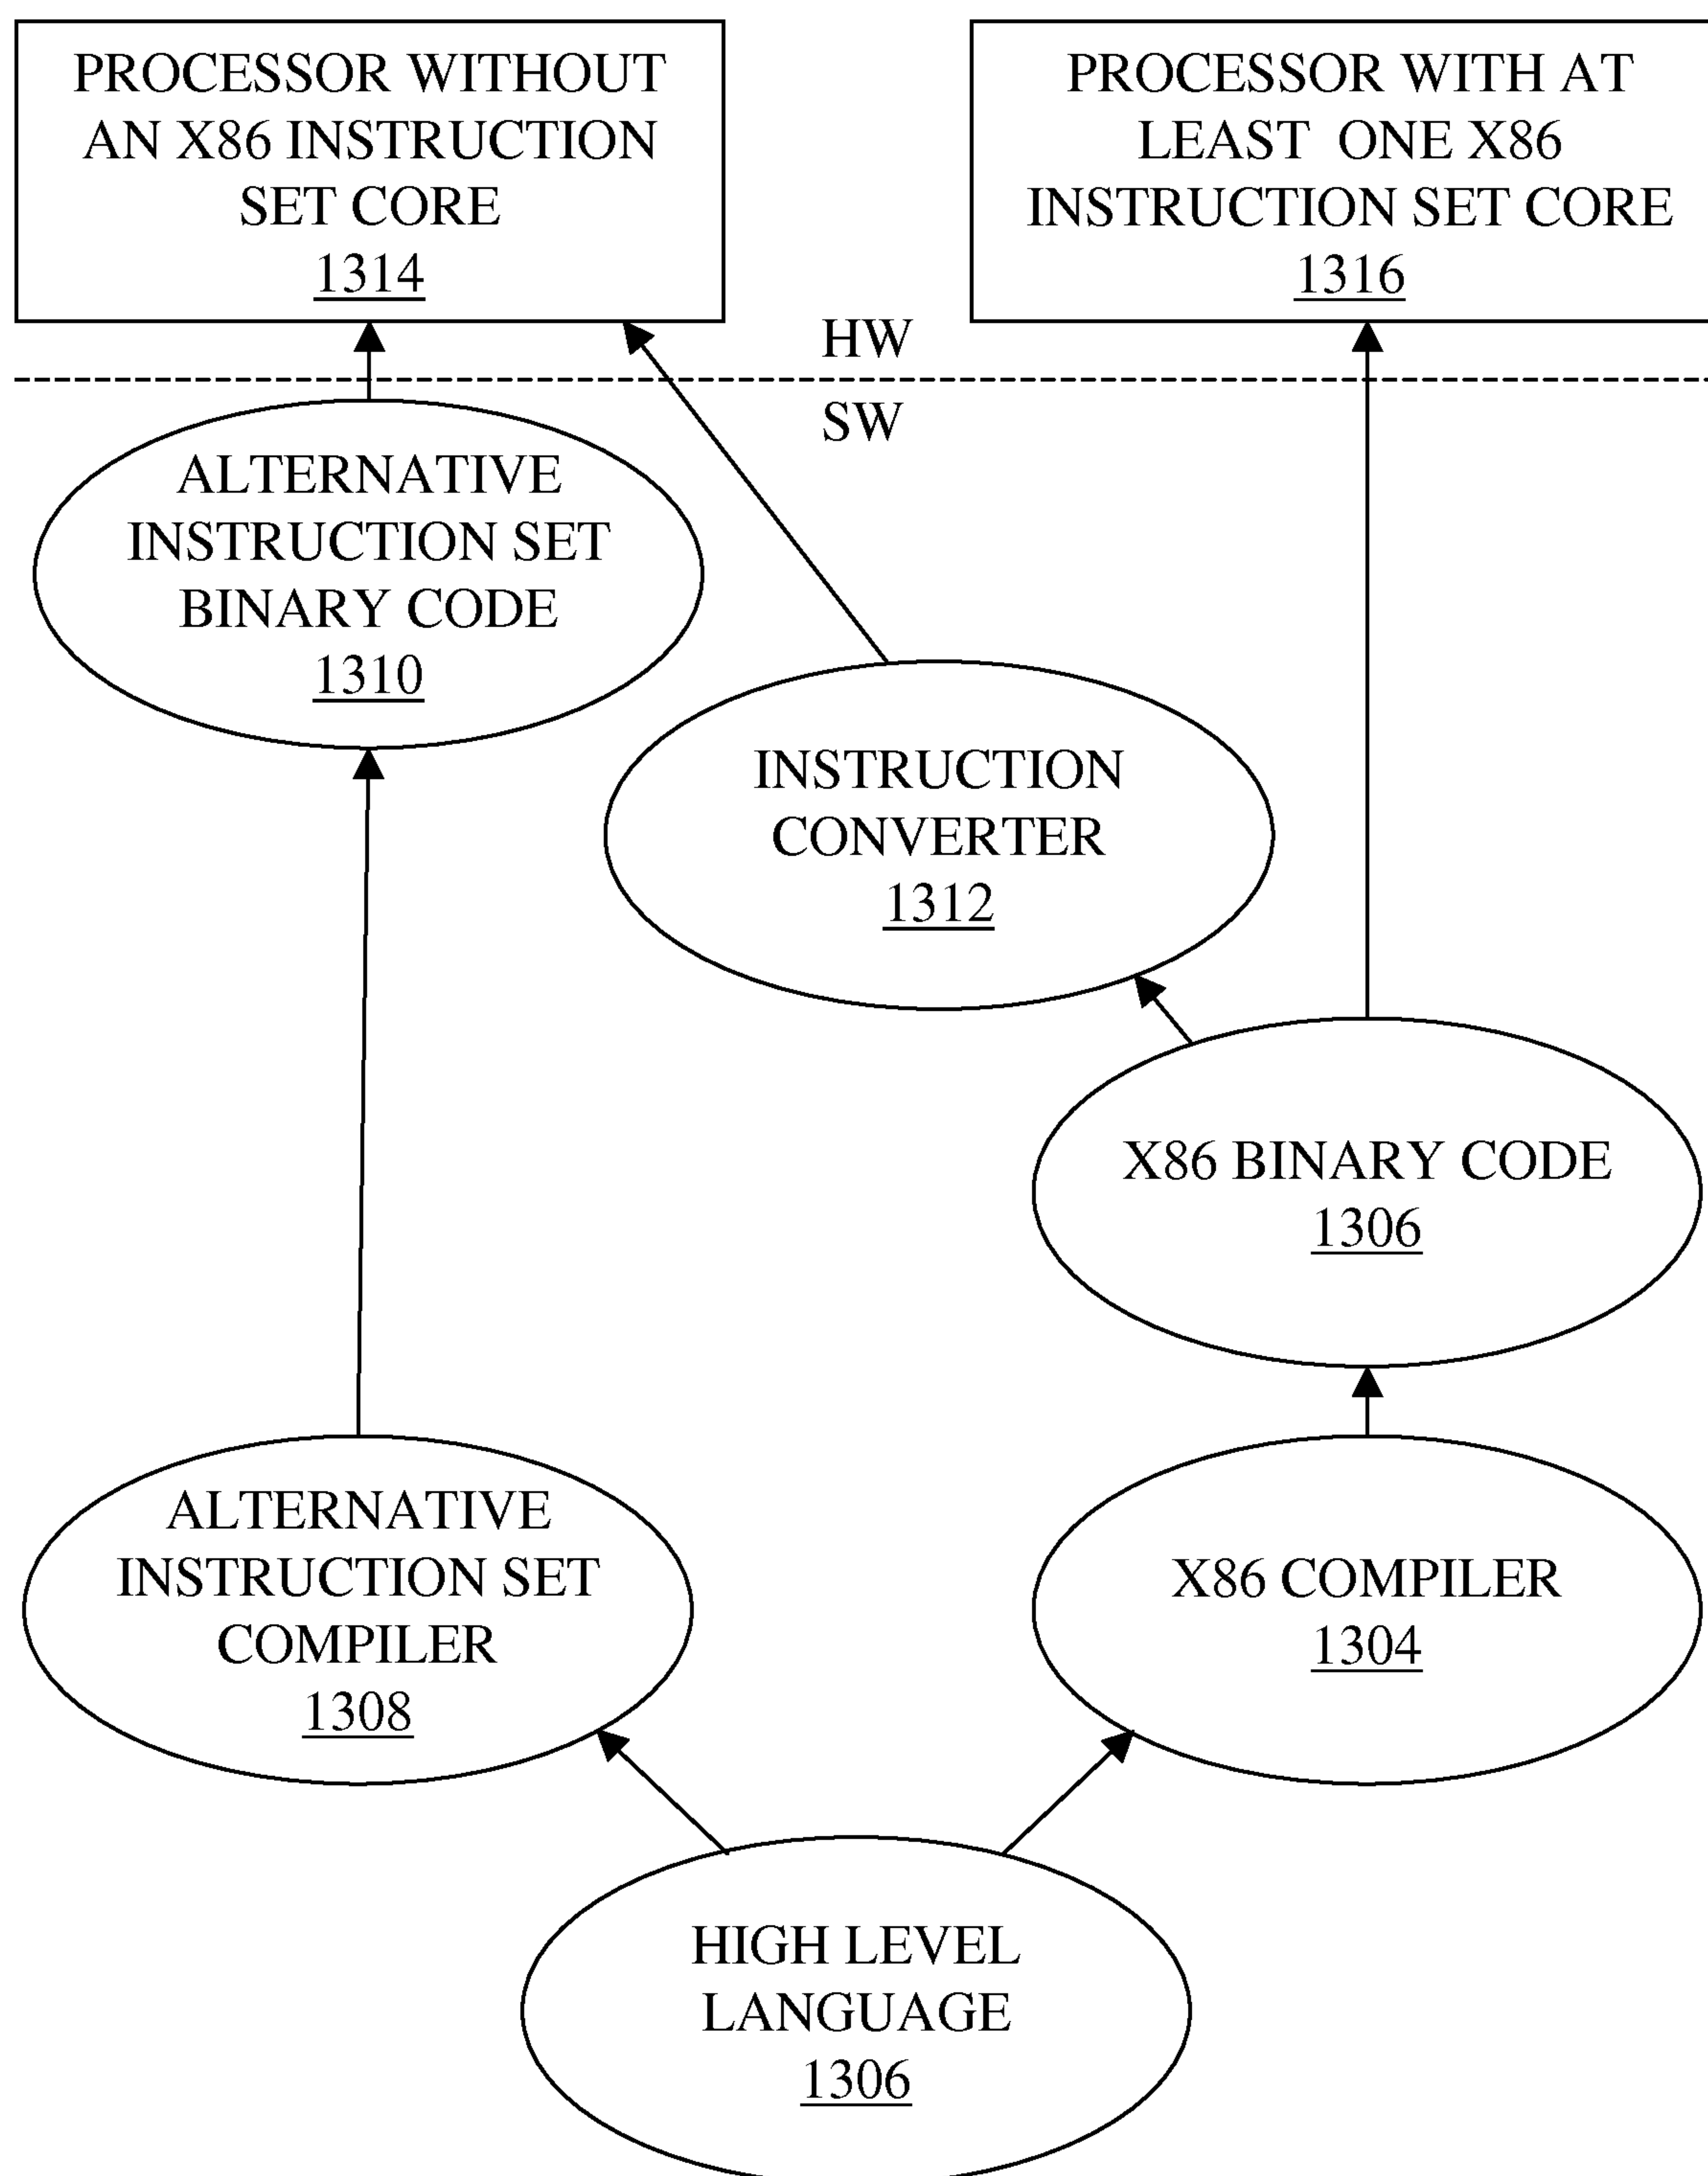 PROCESSOR WITHOUT
AN X86 INSTRUCTION
SET CORE
1314
PROCESSOR WITH AT
LEAST ONE X86
INSTRUCTION SET CORE
1316
HW
SW
ALTERNATIVE
INSTRUCTION SET
BINARY CODE
1310
INSTRUCTION
CONVERTER
1312
X86 BINARY CODE
1306
ALTERNATIVE
INSTRUCTION SET
COMPILER
1308
X86 COMPILER
1304
HIGH LEVEL
LANGUAGE
1306